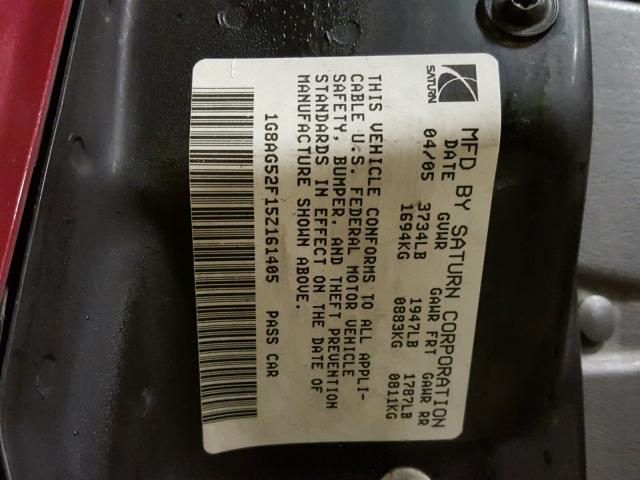 SATURN
MFD BY SATURN CORPORATION
DATE GVWR GAWR FRT GAWR RR
04/05 3734LB 1947LB 1787LB
1694KG 0883KG 0811KG
THIS VEHICLE CONFORMS TO ALL APPLI-
CABLE U.S. FEDERAL MOTOR VEHICLE
SAFETY, BUMPER, AND THEFT PREVENTION
STANDARDS IN EFFECT ON THE DATE OF
MANUFACTURE SHOWN ABOVE.
1G8AG52F15Z161405 PASS CAR